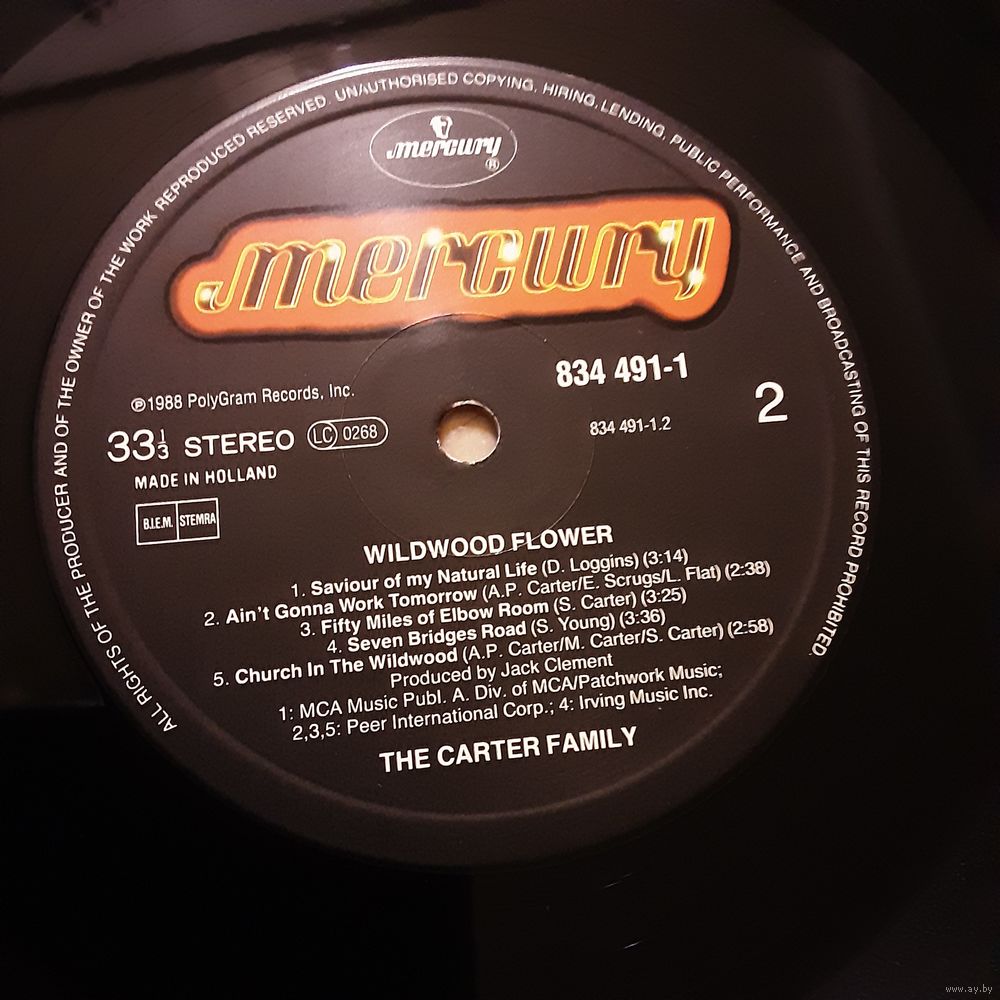 ALL RIGHTS OF THE PRODUCER AND OF THE OWNER OF THE WORK REPRODUCED RESERVED. UNAUTHORISED COPYING, HIRING, LENDING, PUBLIC PERFORMANCE AND BROADCASTING OF THIS RECORD PROHIBITED.
mercury ®
mercury
834 491-1
℗1988 PolyGram Records, Inc.
2
33 1/3 STEREO LC 0268
834 491-1.2
MADE IN HOLLAND
B.I.E.M. STEMRA
WILDWOOD FLOWER
1. Saviour of my Natural Life (D. Loggins) (3:14)
2. Ain't Gonna Work Tomorrow (A.P. Carter/E. Scrugs/L. Flat) (2:38)
3. Fifty Miles of Elbow Room (S. Carter) (3:25)
4. Seven Bridges Road (S. Young) (3:36)
5. Church In The Wildwood (A.P. Carter/M. Carter/S. Carter) (2:58)
Produced by Jack Clement
1: MCA Music Publ. A. Div. of MCA/Patchwork Music;
2,3,5: Peer International Corp.; 4: Irving Music Inc.
THE CARTER FAMILY
www.ay.by